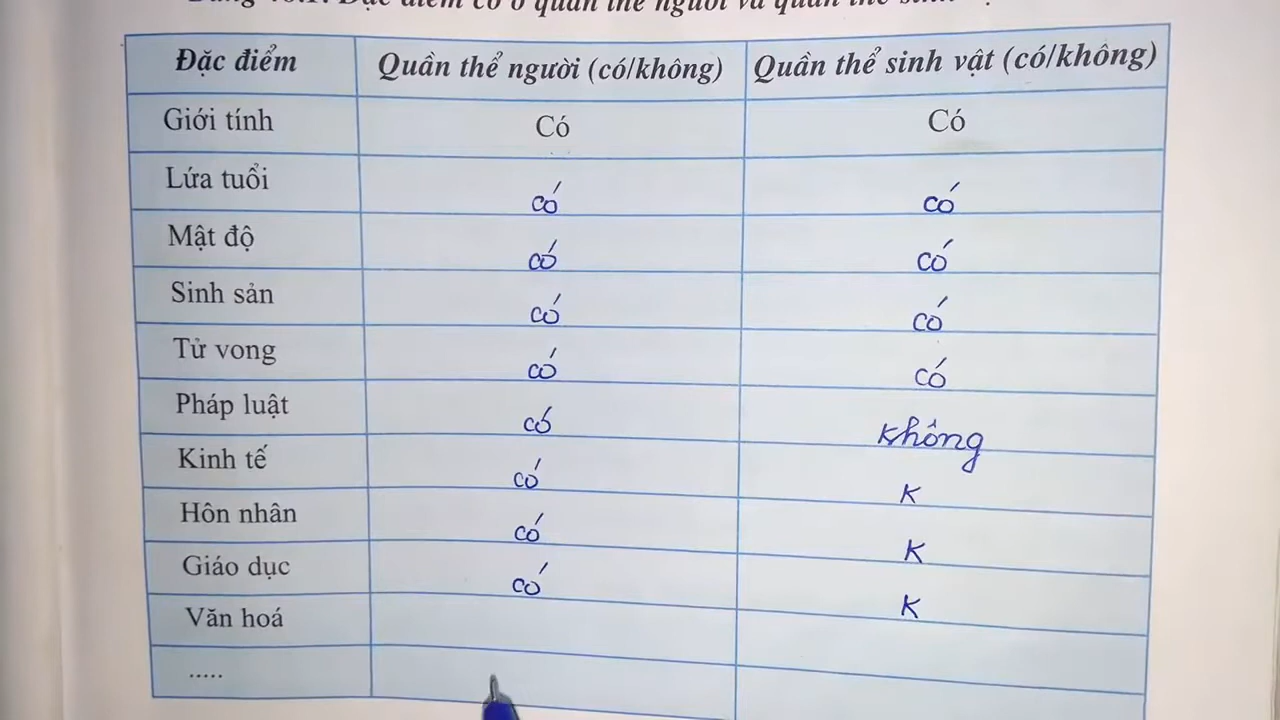 Đặc điểm Quần thể người (có/không) Quần thể sinh vật (có/không)
Giới tính Có Có
Lứa tuổi có có
Mật độ có có
Sinh sản có có
Tử vong có có
Pháp luật có không
Kinh tế có K
Hôn nhân có K
Giáo dục có K
Văn hoá
.....